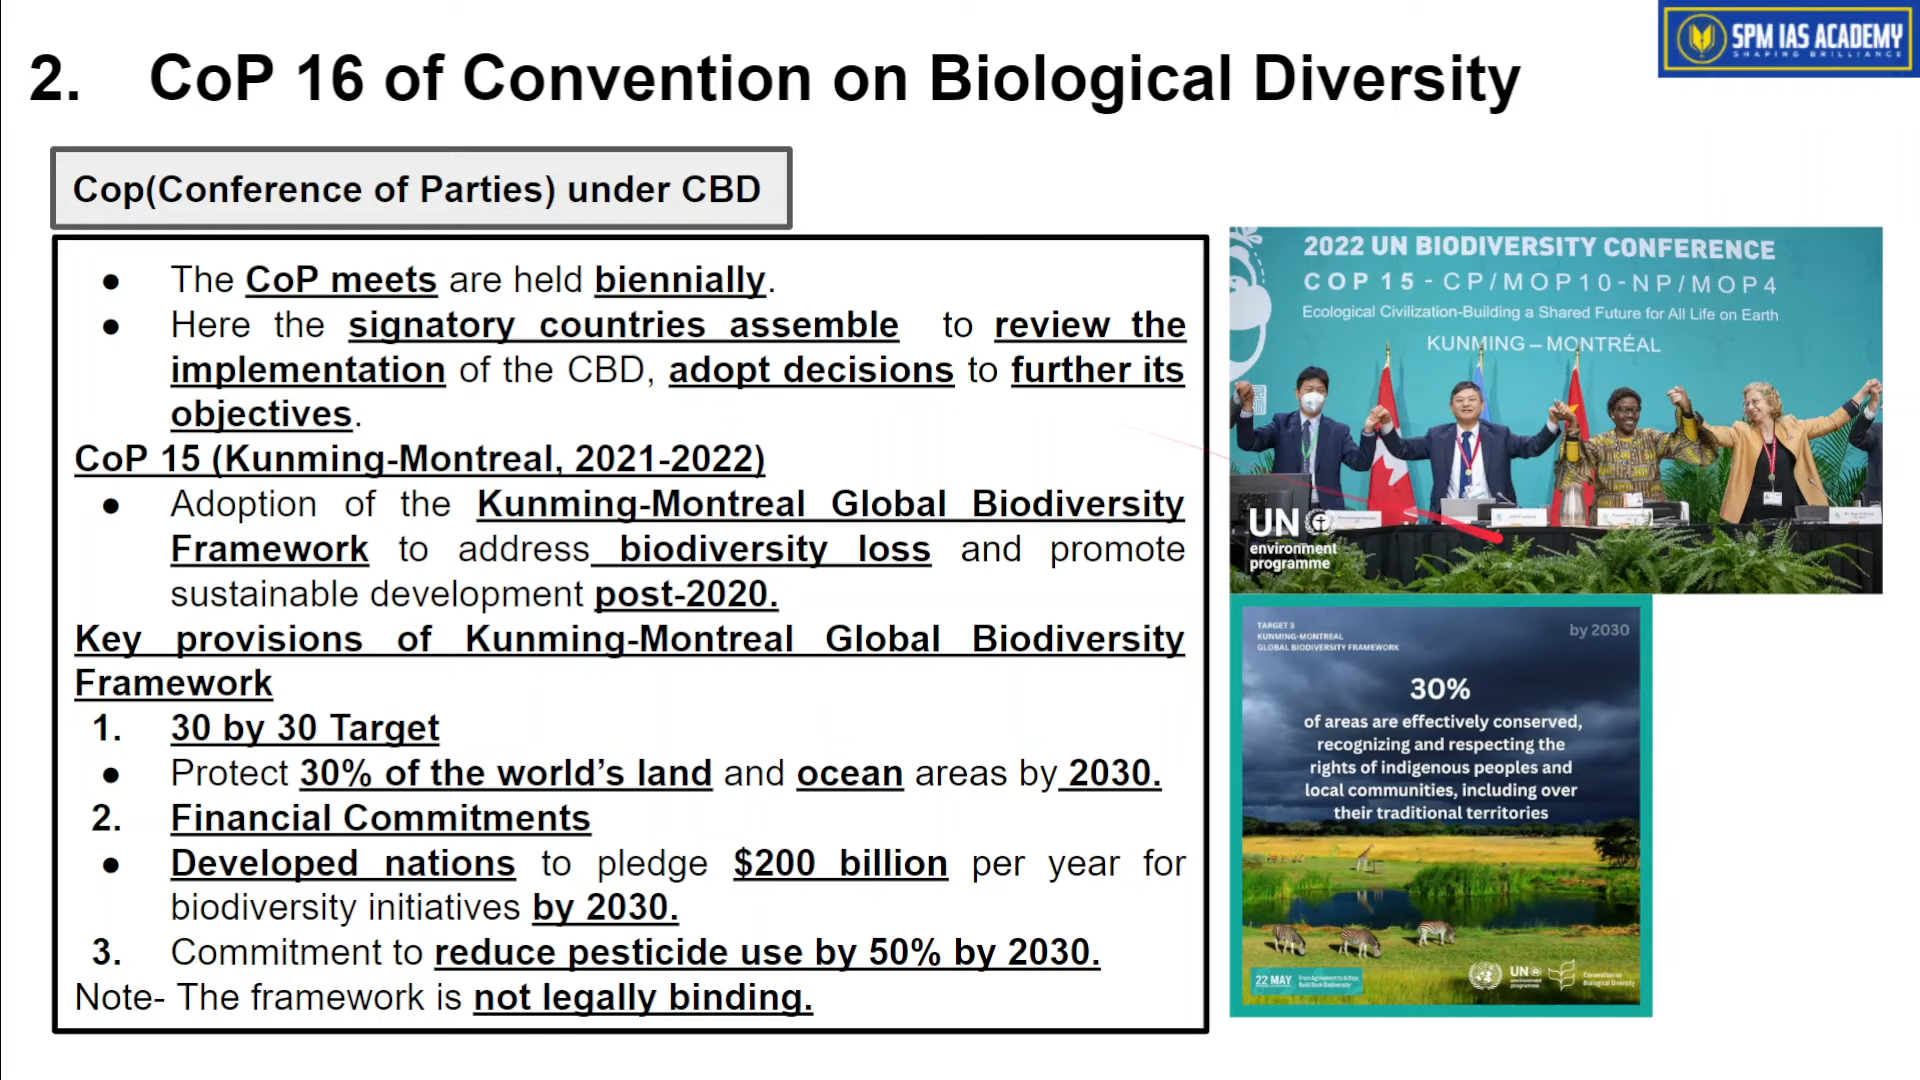 SPM IAS ACADEMY
SHAPING BRILLIANCE
2. CoP 16 of Convention on Biological Diversity
Cop(Conference of Parties) under CBD
● The CoP meets are held biennially.
● Here the signatory countries assemble to review the
implementation of the CBD, adopt decisions to further its
objectives.
CoP 15 (Kunming-Montreal, 2021-2022)
● Adoption of the Kunming-Montreal Global Biodiversity
Framework to address biodiversity loss and promote
sustainable development post-2020.
Key provisions of Kunming-Montreal Global Biodiversity
Framework
1. 30 by 30 Target
● Protect 30% of the world’s land and ocean areas by 2030.
2. Financial Commitments
● Developed nations to pledge $200 billion per year for
biodiversity initiatives by 2030.
3. Commitment to reduce pesticide use by 50% by 2030.
Note- The framework is not legally binding.
2022 UN BIODIVERSITY CONFERENCE
COP 15 - CP/MOP10-NP/MOP4
Ecological Civilization-Building a Shared Future for All Life on Earth
KUNMING – MONTRÉAL
UN
environment
programme
TARGET 3
KUNMING-MONTREAL
GLOBAL BIODIVERSITY FRAMEWORK
by 2030
30%
of areas are effectively conserved,
recognizing and respecting the
rights of indigenous peoples and
local communities, including over
their traditional territories
22 MAY
From Agreement to Action:
Build Back Biodiversity
UN
environment
programme
Convention on
Biological Diversity